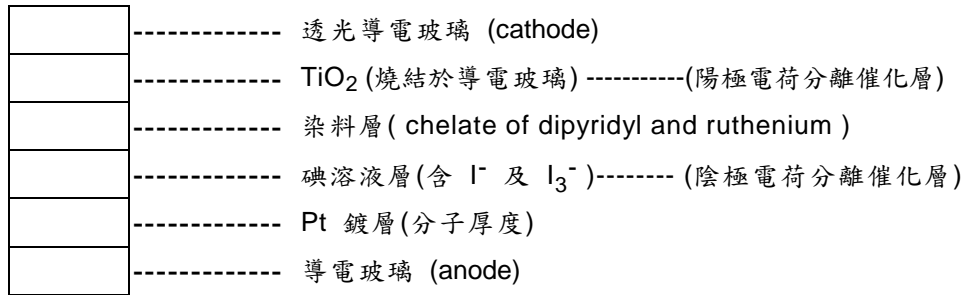 ------------- 透光導電玻璃 (cathode)
------------- TiO₂ (燒結於導電玻璃) -----------(陽極電荷分離催化層)
------------- 染料層( chelate of dipyridyl and ruthenium )
------------- 碘溶液層(含 I⁻ 及 I₃⁻ )-------- (陰極電荷分離催化層)
------------- Pt 鍍層(分子厚度)
------------- 導電玻璃 (anode)